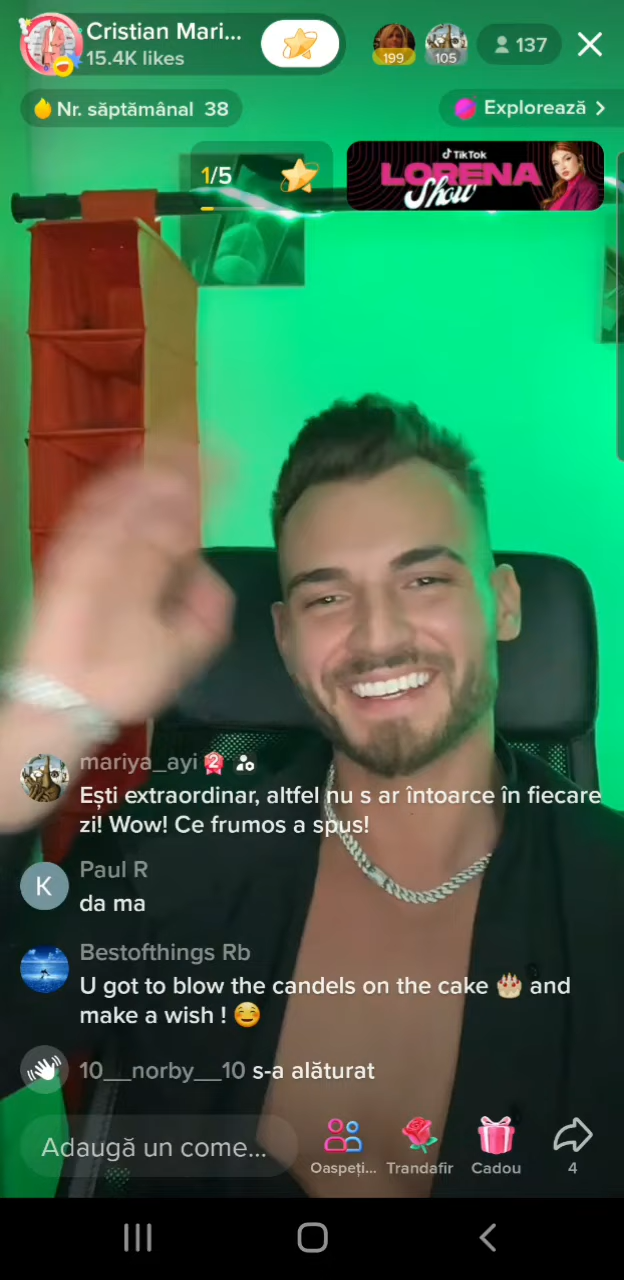 Cristian Mari...
15.4K likes
199
105
137
Nr. săptămânal 38
Explorează >
1/5
TikTok
LORENA
Show
mariya_ayi 2
Ești extraordinar, altfel nu s ar întoarce în fiecare
zi! Wow! Ce frumos a spus!
K
Paul R
da ma
Bestofthings Rb
U got to blow the candels on the cake 🎂 and
make a wish ! ☺️
10__norby__10 s-a alăturat
Adaugă un come...
Oaspeți...
Trandafir
Cadou
4